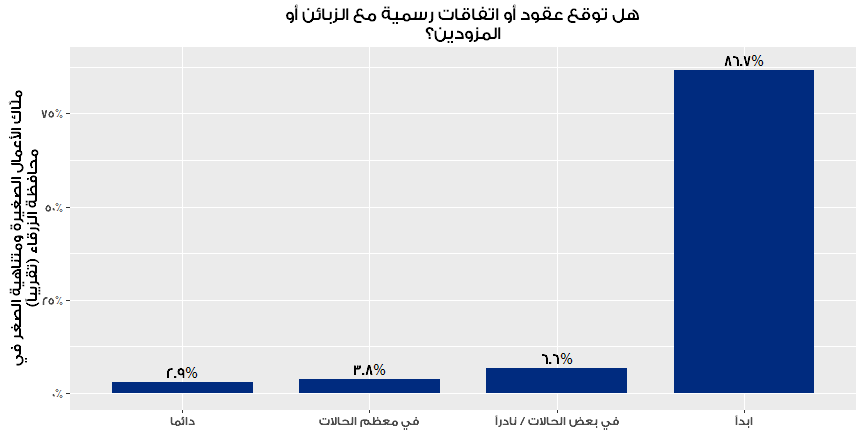 هل توقع عقود أو اتفاقات رسمية مع الزبائن أو
المزودين؟
ملّاك الأعمال الصغيرة ومتناهية الصغر في
محافظة الزرقاء (تقريباً)
٧٥%
٥٠%
٢٥%
٠%
٢.٩%
٣.٨%
٦.٦%
٨٦.٧%
دائما
في معظم الحالات
في بعض الحالات / نادراً
ابداً